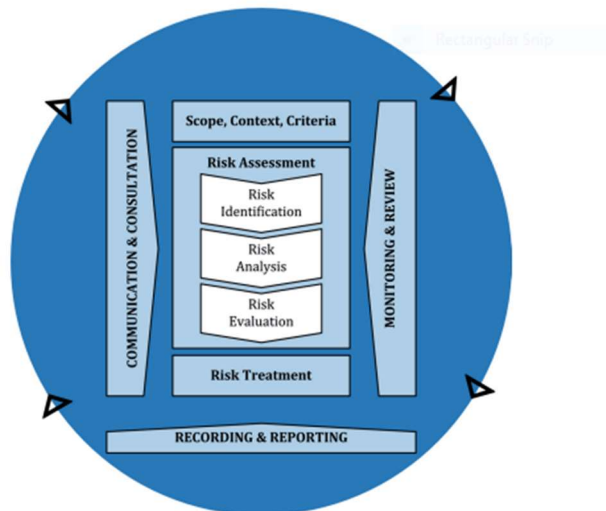 Rectangular Snip
Scope, Context, Criteria
Risk Assessment
Risk
Identification
Risk
Analysis
Risk
Evaluation
Risk Treatment
COMMUNICATION & CONSULTATION
MONITORING & REVIEW
RECORDING & REPORTING